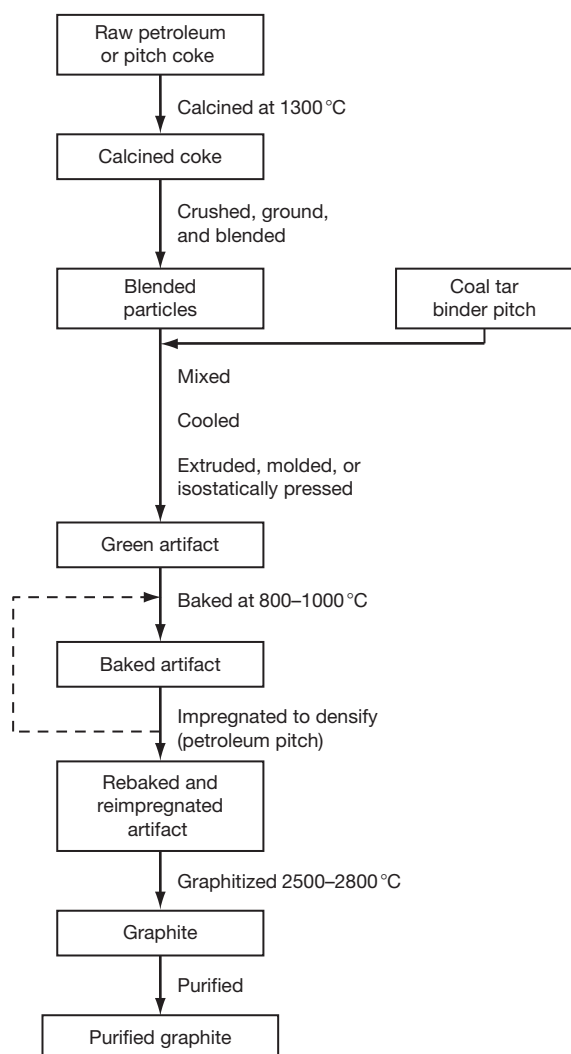 Raw petroleum
or pitch coke
Calcined at 1300 °C
Calcined coke
Crushed, ground,
and blended
Blended
particles
Coal tar
binder pitch
Mixed
Cooled
Extruded, molded, or
isostatically pressed
Green artifact
Baked at 800–1000 °C
Baked artifact
Impregnated to densify
(petroleum pitch)
Rebaked and
reimpregnated
artifact
Graphitized 2500–2800 °C
Graphite
Purified
Purified graphite